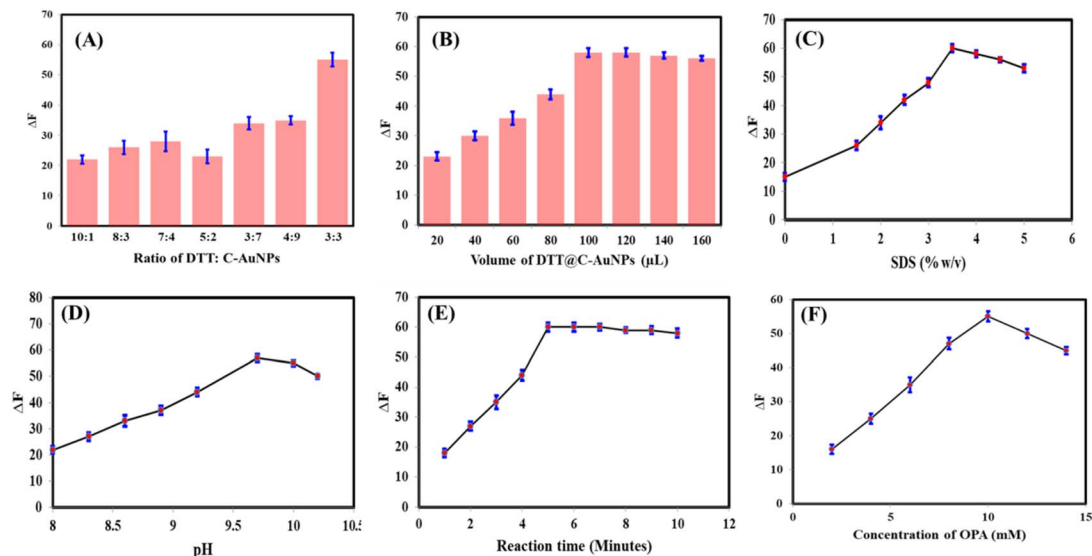 (A)
70
60
50
40
30
20
10
0
ΔF
10:1 8:3 7:4 5:2 3:7 4:9 3:3
Ratio of DTT: C-AuNPs
(B)
70
60
50
40
30
20
10
0
ΔF
20 40 60 80 100 120 140 160
Volume of DTT@C-AuNPs (µL)
(C)
70
60
50
40
30
20
10
0
ΔF
0 1 2 3 4 5 6
SDS (% w/v)
(D)
80
70
60
50
40
30
20
10
0
ΔF
8 8.5 9 9.5 10 10.5
pH
(E)
70
60
50
40
30
20
10
0
ΔF
0 2 4 6 8 10 12
Reaction time (Minutes)
(F)
60
50
40
30
20
10
0
ΔF
0 5 10 15
Concentration of OPA (mM)